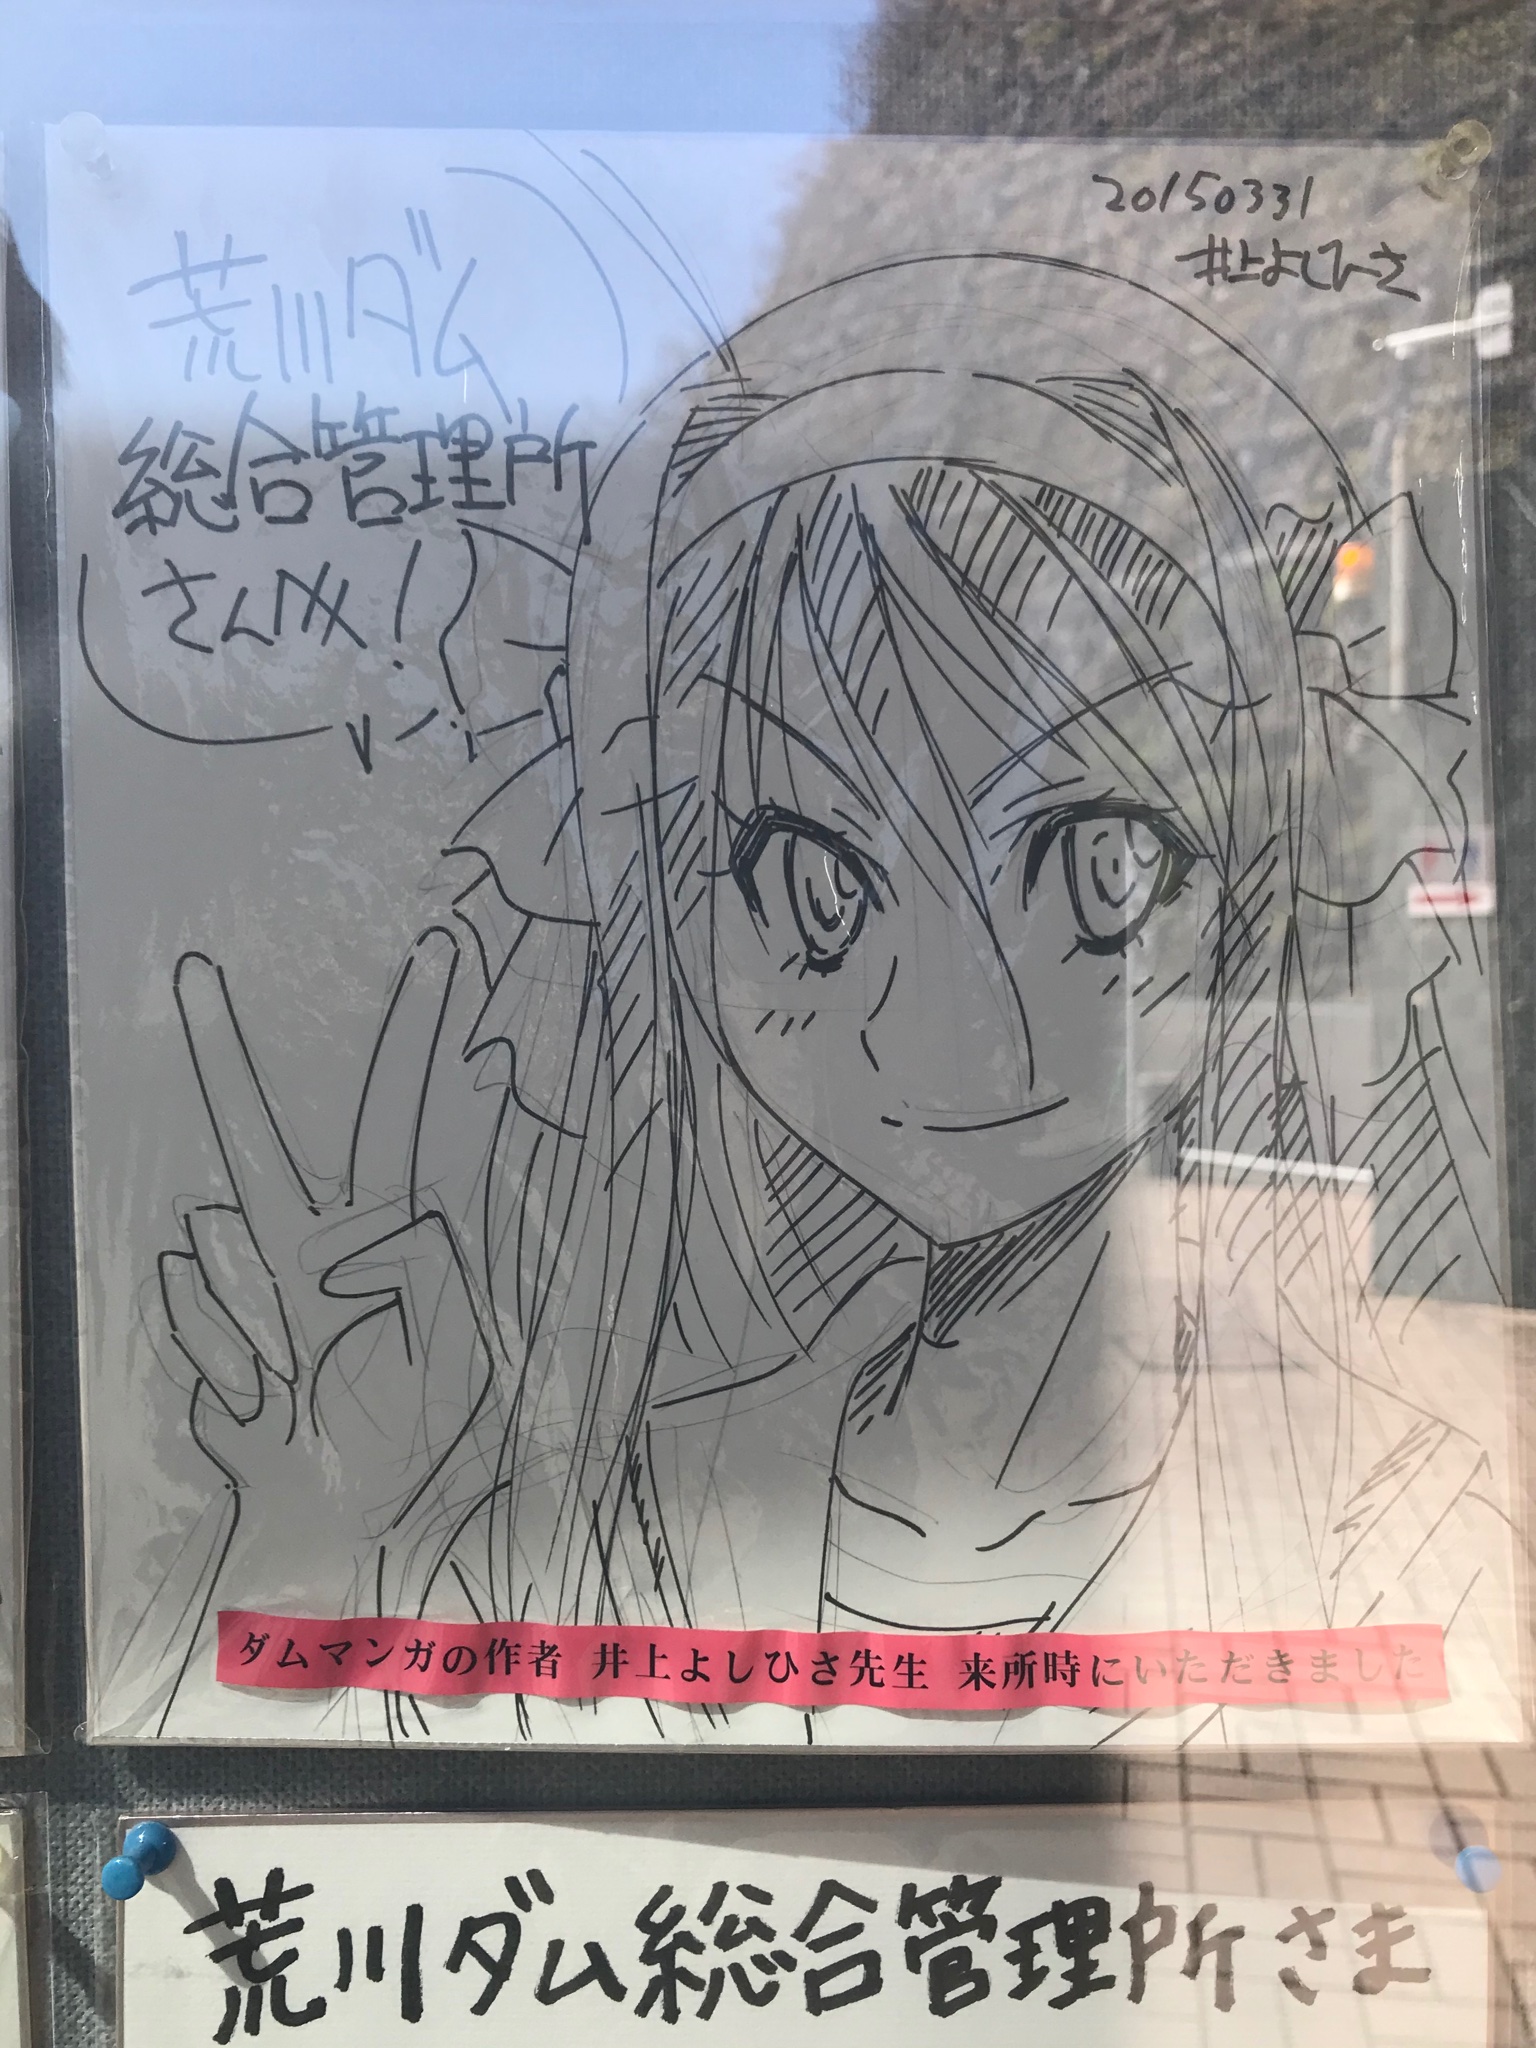 20150331
井上よしひさ
荒川ダム
総合管理所
さん江!
ダムマンガの作者 井上よしひさ先生 来所時にいただきました
荒川ダム総合管理所さま